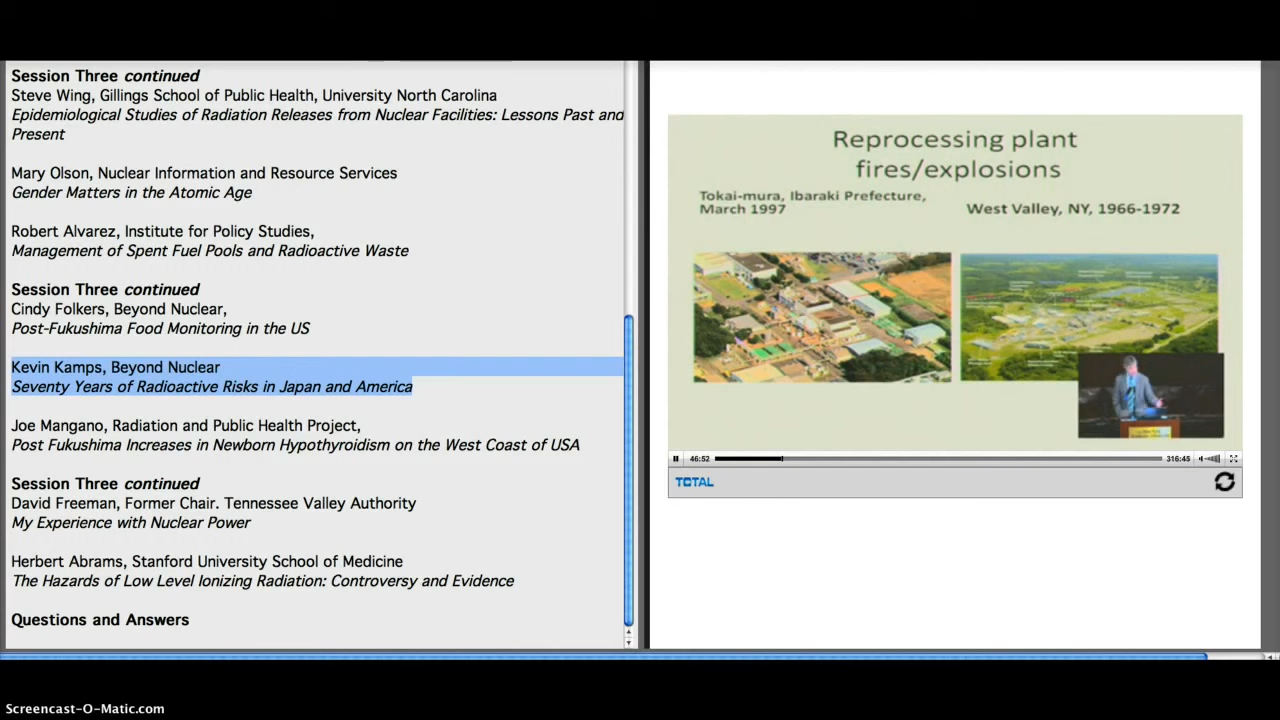 Session Three continued
Steve Wing, Gillings School of Public Health, University North Carolina
Epidemiological Studies of Radiation Releases from Nuclear Facilities: Lessons Past and
Present
Mary Olson, Nuclear Information and Resource Services
Gender Matters in the Atomic Age
Robert Alvarez, Institute for Policy Studies,
Management of Spent Fuel Pools and Radioactive Waste
Session Three continued
Cindy Folkers, Beyond Nuclear,
Post-Fukushima Food Monitoring in the US
Kevin Kamps, Beyond Nuclear
Seventy Years of Radioactive Risks in Japan and America
Joe Mangano, Radiation and Public Health Project,
Post Fukushima Increases in Newborn Hypothyroidism on the West Coast of USA
Session Three continued
David Freeman, Former Chair. Tennessee Valley Authority
My Experience with Nuclear Power
Herbert Abrams, Stanford University School of Medicine
The Hazards of Low Level Ionizing Radiation: Controversy and Evidence
Questions and Answers
Reprocessing plant
fires/explosions
Tokai-mura, Ibaraki Prefecture,
March 1997
West Valley, NY, 1966-1972
46:52
316:45
TOTAL
Screencast-O-Matic.com